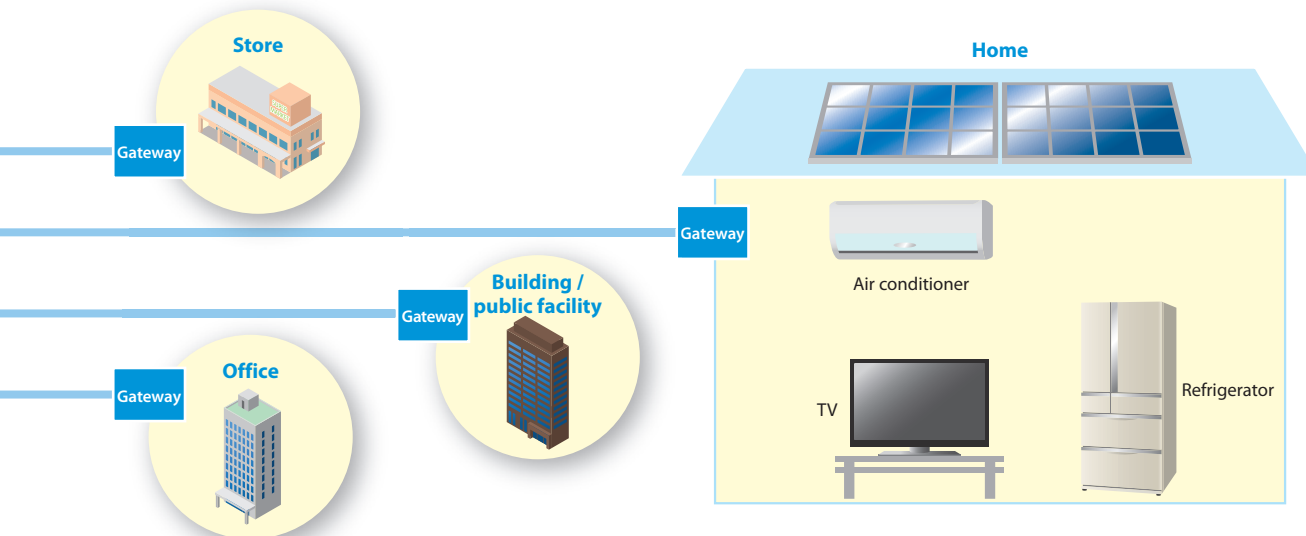 Store
Gateway
Home
Gateway
Air conditioner
Building /
public facility
Gateway
Office
Gateway
TV
Refrigerator